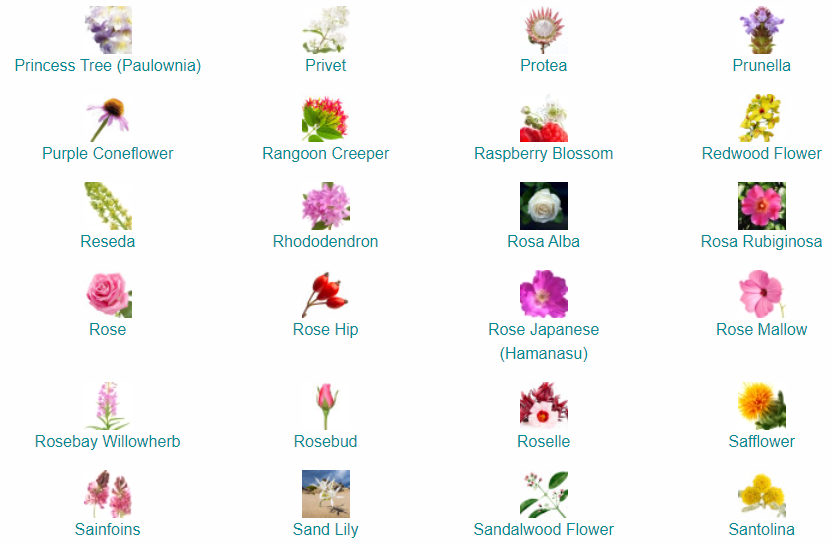 Princess Tree (Paulownia)
Privet
Protea
Prunella
Purple Coneflower
Rangoon Creeper
Raspberry Blossom
Redwood Flower
Reseda
Rhododendron
Rosa Alba
Rosa Rubiginosa
Rose
Rose Hip
Rose Japanese
(Hamanasu)
Rose Mallow
Rosebay Willowherb
Rosebud
Roselle
Safflower
Sainfoins
Sand Lily
Sandalwood Flower
Santolina